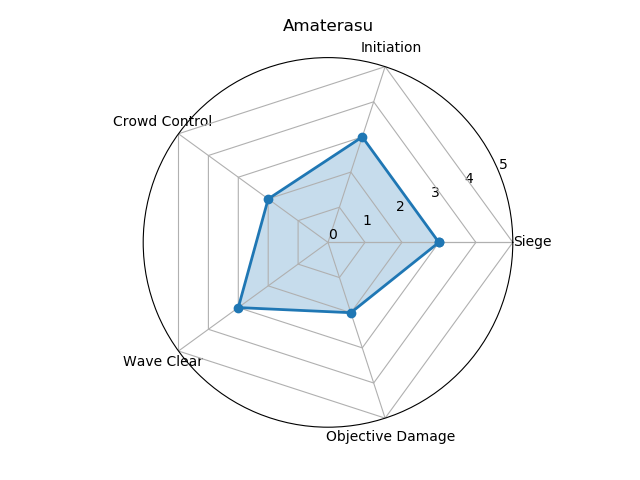 Amaterasu
Initiation
Crowd Control
5
4
3
2
1
0
Siege
Wave Clear
Objective Damage